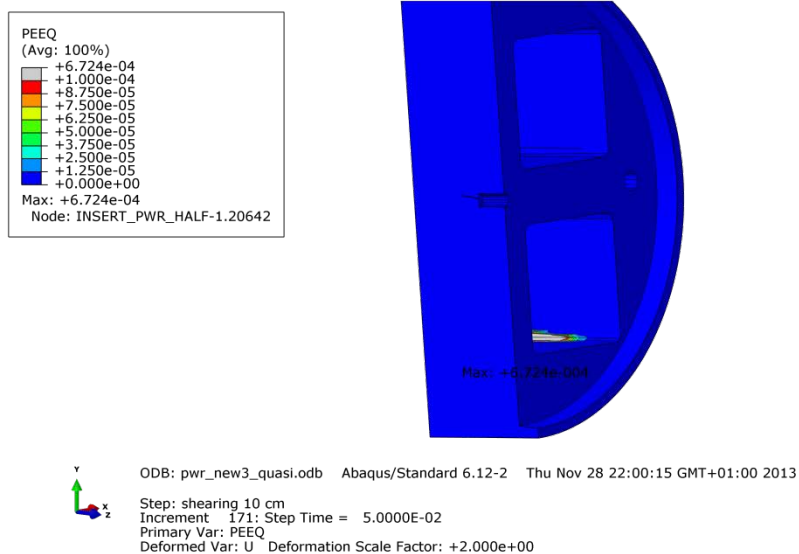 PEEQ
(Avg: 100%)
+6.724e-04
+1.000e-04
+8.750e-05
+7.500e-05
+6.250e-05
+5.000e-05
+3.750e-05
+2.500e-05
+1.250e-05
+0.000e+00
Max: +6.724e-04
Node: INSERT_PWR_HALF-1.20642
Max: +6.724e-004
Y
X
Z
ODB: pwr_new3_quasi.odb Abaqus/Standard 6.12-2 Thu Nov 28 22:00:15 GMT+01:00 2013
Step: shearing 10 cm
Increment 171: Step Time = 5.0000E-02
Primary Var: PEEQ
Deformed Var: U Deformation Scale Factor: +2.000e+00